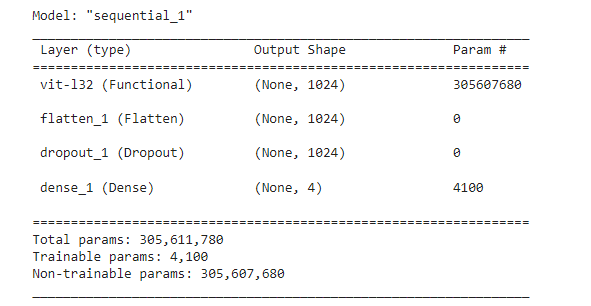 Model: "sequential_1"
Layer (type) Output Shape Param #
vit-l32 (Functional) (None, 1024) 305607680
flatten_1 (Flatten) (None, 1024) 0
dropout_1 (Dropout) (None, 1024) 0
dense_1 (Dense) (None, 4) 4100
Total params: 305,611,780
Trainable params: 4,100
Non-trainable params: 305,607,680